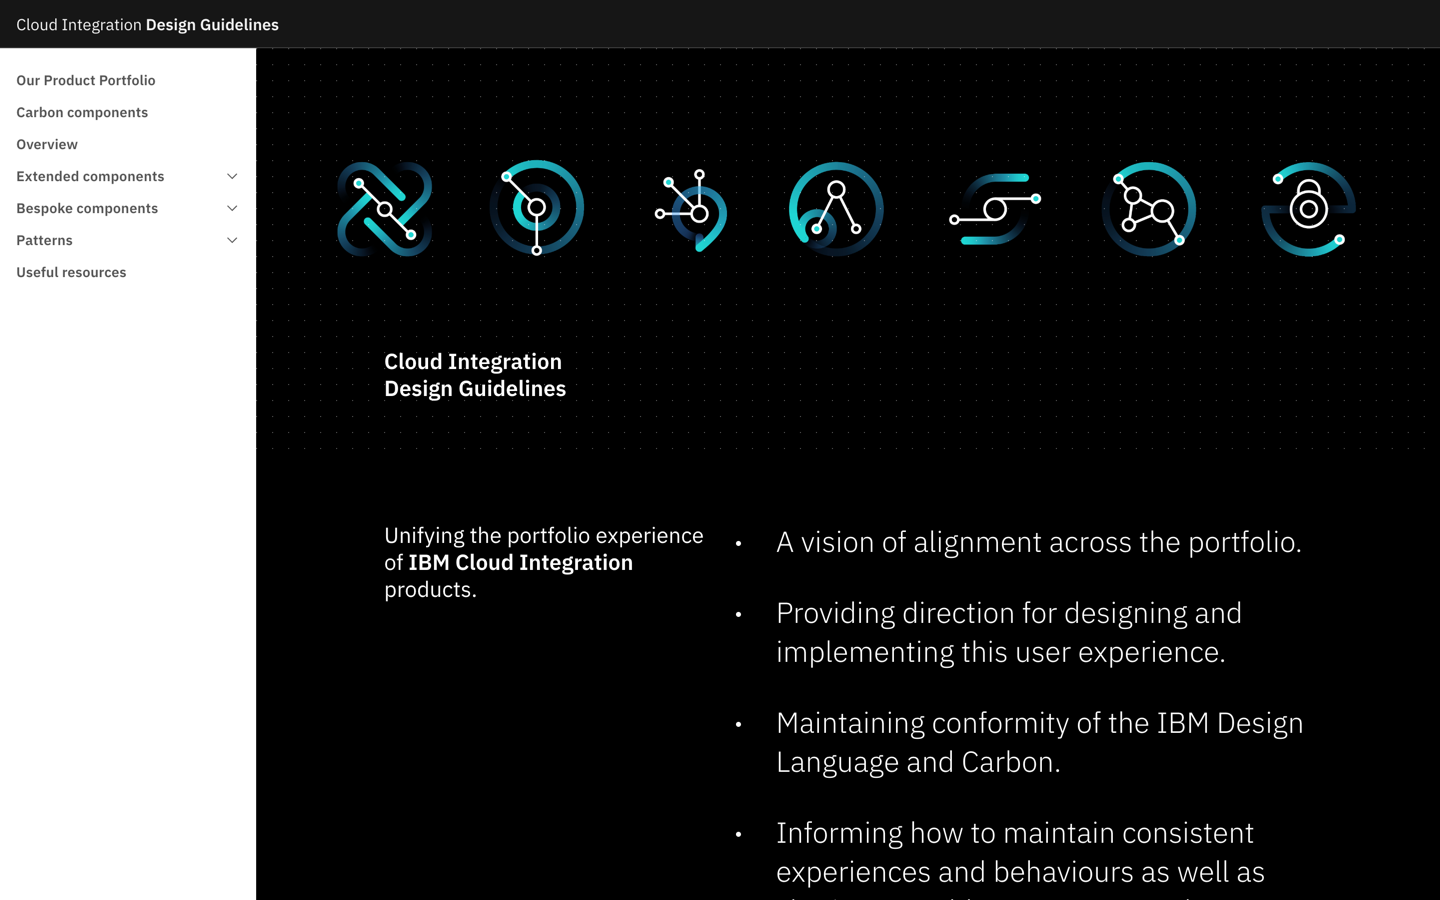 Cloud Integration Design Guidelines
Our Product Portfolio
Carbon components
Overview
Extended components
Bespoke components
Patterns
Useful resources
Cloud Integration
Design Guidelines
Unifying the portfolio experience
of IBM Cloud Integration
products.
• A vision of alignment across the portfolio.
• Providing direction for designing and
implementing this user experience.
• Maintaining conformity of the IBM Design
Language and Carbon.
• Informing how to maintain consistent
experiences and behaviours as well as